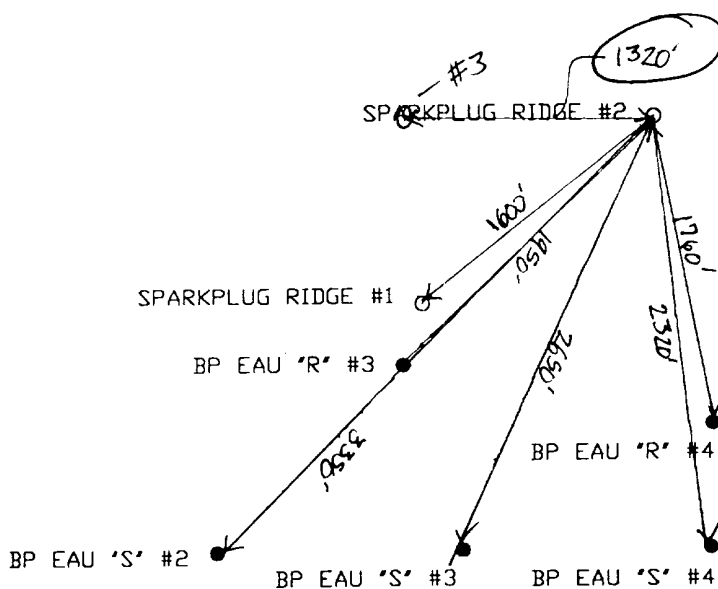 1320'
#3
SPARKPLUG RIDGE #2
1600'
1950'
1760'
SPARKPLUG RIDGE #1
2320'
BP EAU "R" #3
2650'
3350'
BP EAU "R" #4
BP EAU "S" #2
BP EAU "S" #3
BP EAU "S" #4